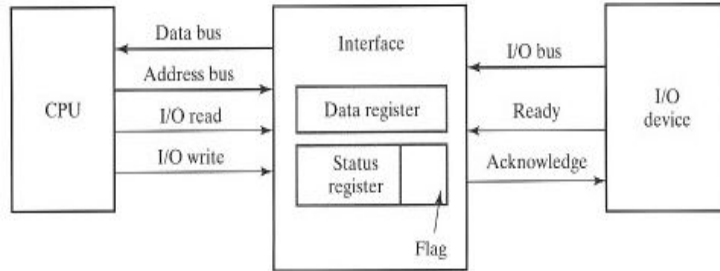 Data bus
Address bus
I/O read
I/O write
CPU
Interface
Data register
Status
register
Flag
I/O bus
Ready
Acknowledge
I/O
device